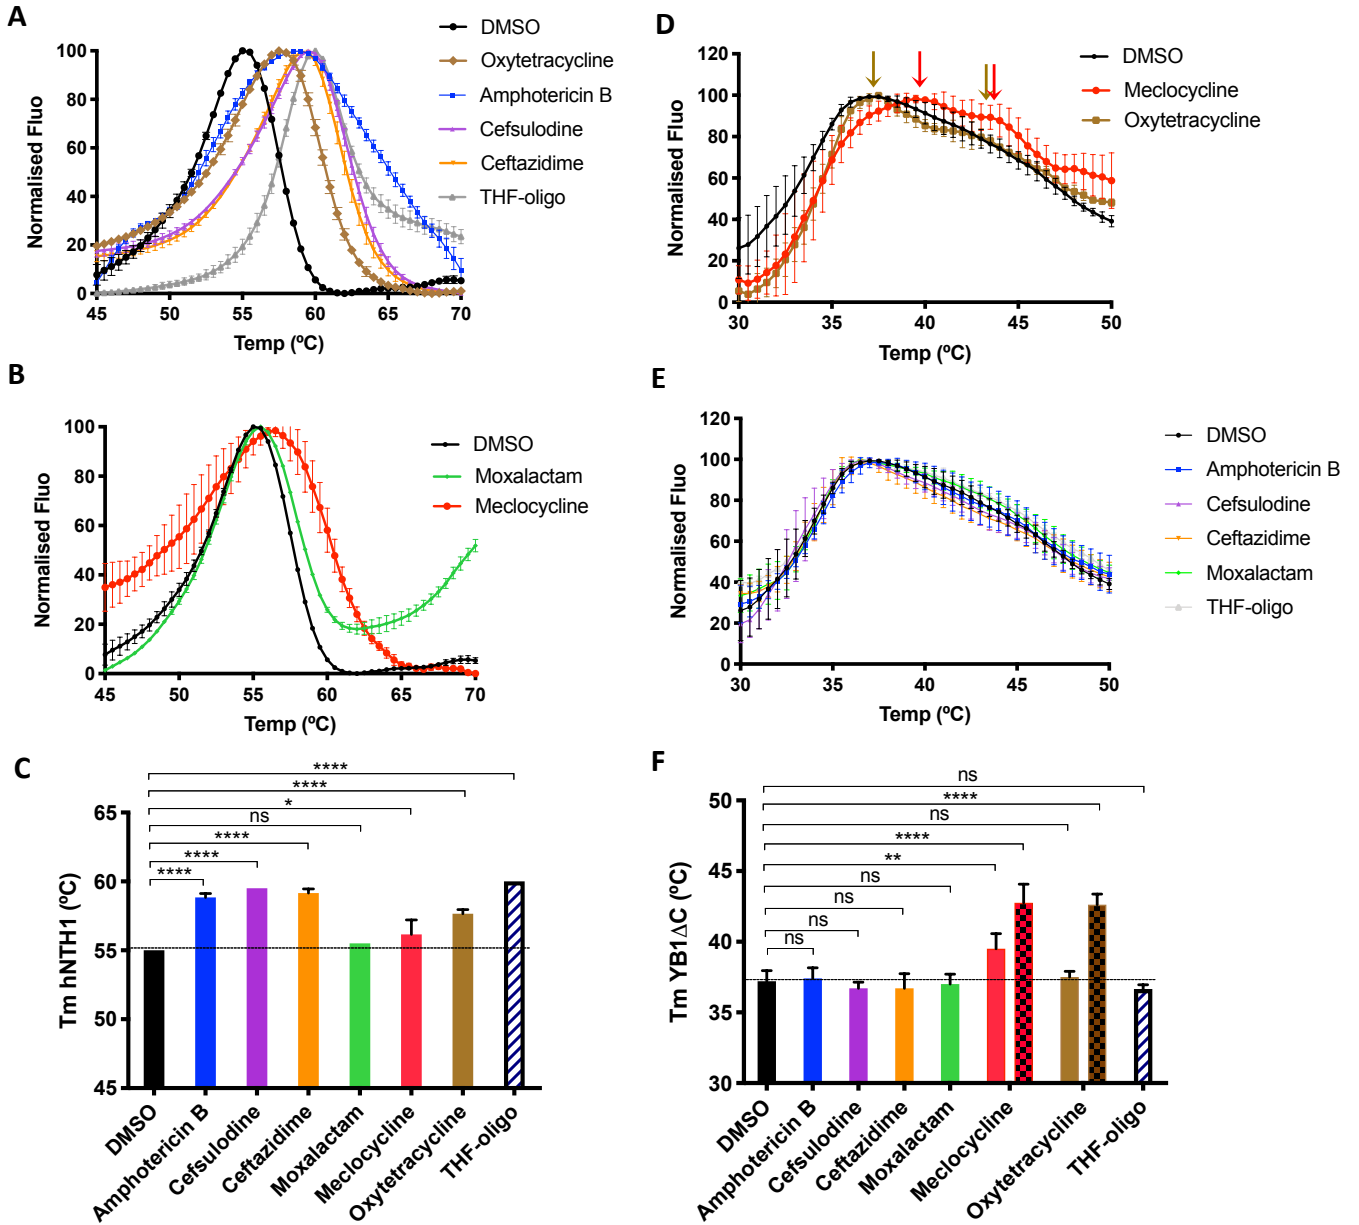 A
DMSO
Oxytetracycline
Amphotericin B
Cefsulodine
Ceftazidime
THF-oligo
Normalised Fluo
100
80
60
40
20
0
45 50 55 60 65 70
Temp (ºC)
D
DMSO
Meclocycline
Oxytetracycline
Normalised Fluo
120
100
80
60
40
20
0
30 35 40 45 50
Temp (ºC)
B
DMSO
Moxalactam
Meclocycline
Normalised Fluo
100
80
60
40
20
0
45 50 55 60 65 70
Temp (ºC)
E
DMSO
Amphotericin B
Cefsulodine
Ceftazidime
Moxalactam
THF-oligo
Normalised Fluo
120
100
80
60
40
20
0
30 35 40 45 50
Temp (ºC)
C
****
****
*
ns
****
****
****
Tm hNTH1 (ºC)
65
60
55
50
45
DMSO
Amphotericin B
Cefsulodine
Ceftazidime
Moxalactam
Meclocycline
Oxytetracycline
THF-oligo
F
ns
****
ns
****
**
ns
ns
ns
ns
Tm YB1ΔC (ºC)
50
45
40
35
30
DMSO
Amphotericin B
Cefsulodine
Ceftazidime
Moxalactam
Meclocycline
Oxytetracycline
THF-oligo